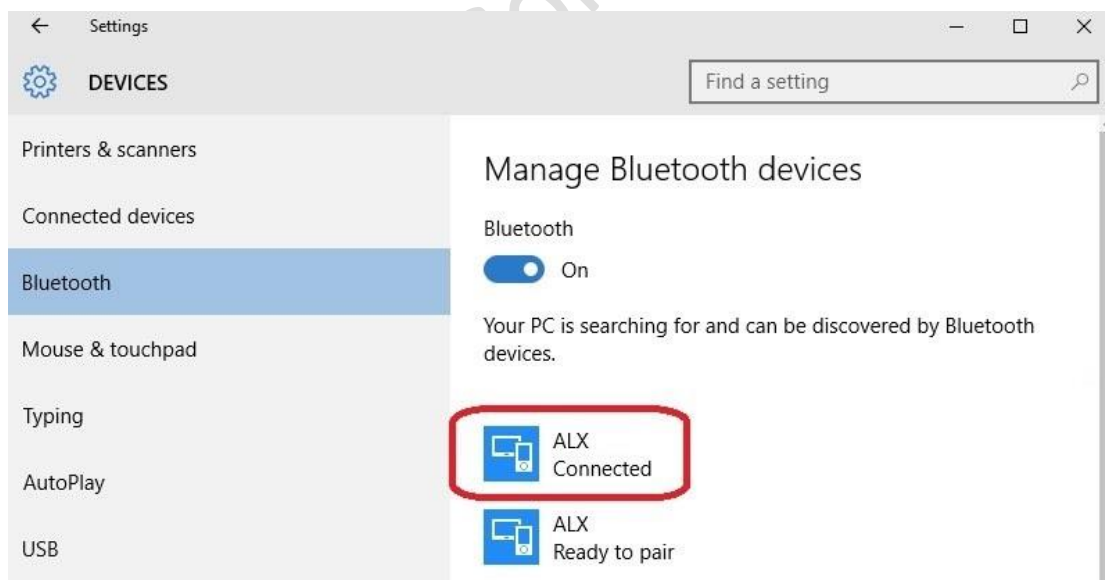 Settings
DEVICES
Find a setting
Printers & scanners
Connected devices
Bluetooth
Mouse & touchpad
Typing
AutoPlay
USB
Manage Bluetooth devices
Bluetooth
On
Your PC is searching for and can be discovered by Bluetooth
devices.
ALX
Connected
ALX
Ready to pair